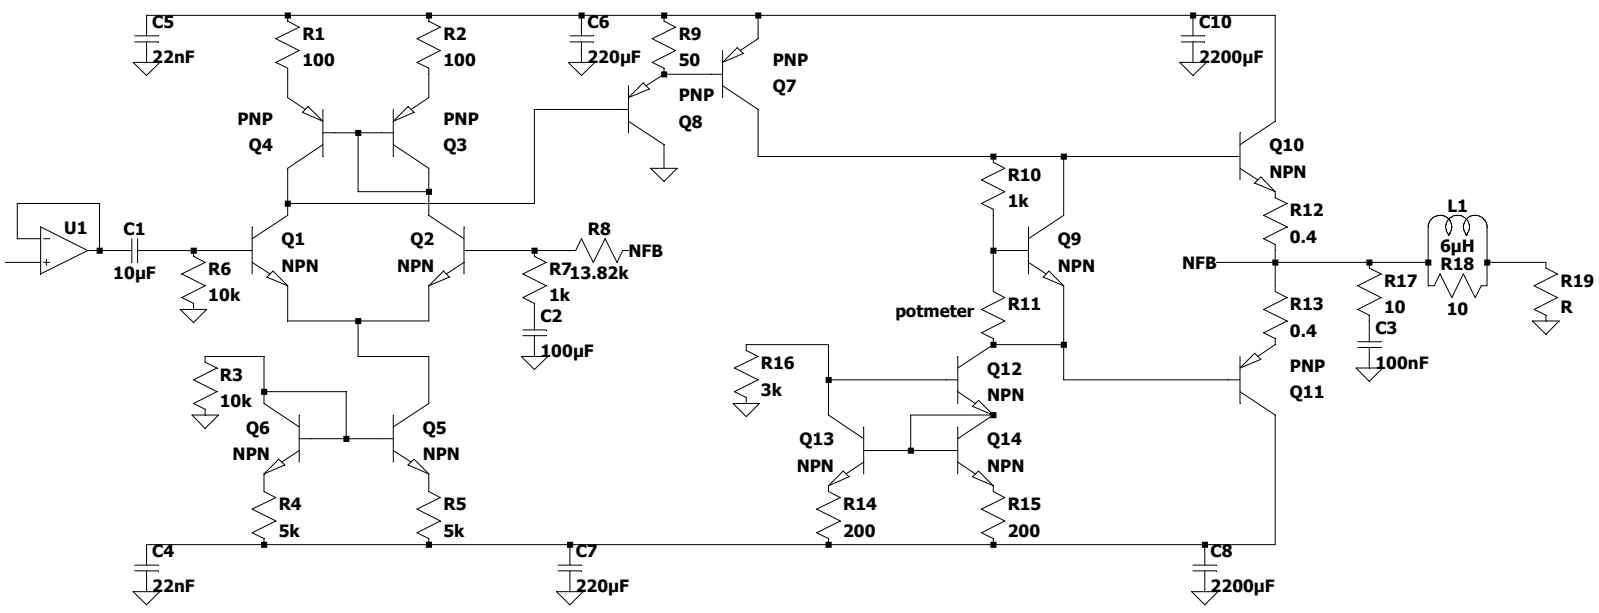 C5
22nF
R1
100
R2
100
C6
220µF
R9
50
PNP
Q7
C10
2200µF
PNP
Q4
PNP
Q3
PNP
Q8
Q10
NPN
R10
1k
R12
0.4
L1
6µH
R18
10
U1
C1
10µF
R6
10k
Q1
NPN
Q2
NPN
R8
13.82k
NFB
R7
1k
C2
100µF
Q9
NPN
NFB
R17
10
C3
100nF
R19
R
potmeter
R11
R13
0.4
PNP
Q11
R3
10k
R16
3k
Q12
NPN
Q6
NPN
Q5
NPN
Q13
NPN
Q14
NPN
R4
5k
R5
5k
R14
200
R15
200
C4
22nF
C7
220µF
C8
2200µF